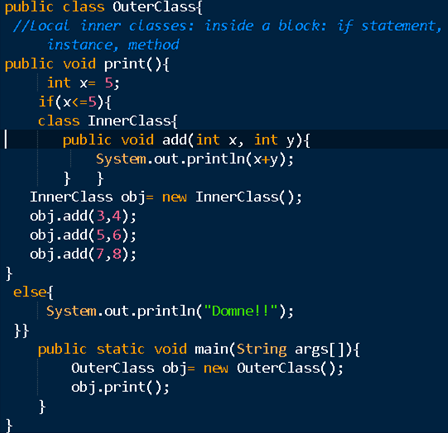 public class OuterClass{
//Local inner classes: inside a block: if statement,
instance, method
public void print(){
int x= 5;
if(x<=5){
class InnerClass{
public void add(int x, int y){
System.out.println(x+y);
}   }
InnerClass obj= new InnerClass();
obj.add(3,4);
obj.add(5,6);
obj.add(7,8);
}
else{
System.out.println("Domne!!");
}}
public static void main(String args[]){
OuterClass obj= new OuterClass();
obj.print();
}
}